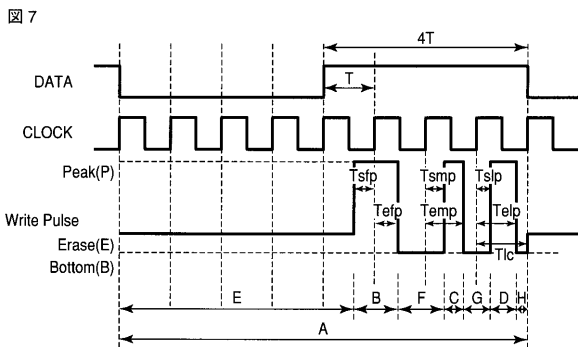 図 7
4T
DATA
T
CLOCK
Peak(P)
Tsfp
Tsmp
Tslp
Tefp
Temp
Telp
Write Pulse
Erase(E)
Tlc
Bottom(B)
E
B
F
C
G
D
H
A